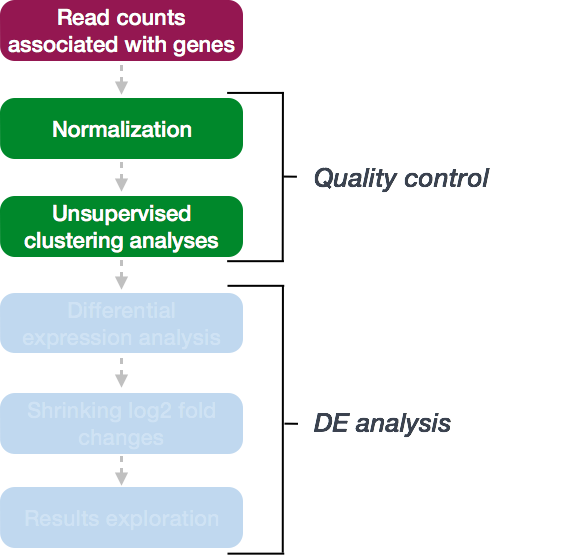 Read counts
associated with genes
Normalization
Quality control
Unsupervised
clustering analyses
Differential
expression analysis
Shrinking log2 fold
changes
DE analysis
Results exploration